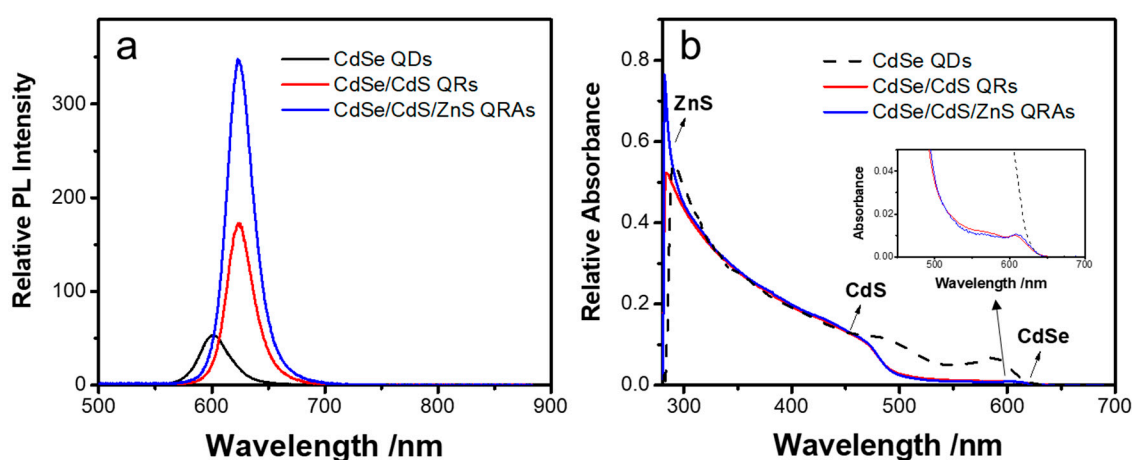 a
CdSe QDs
CdSe/CdS QRs
CdSe/CdS/ZnS QRAs
Relative PL Intensity
300
200
100
0
500
600
700
800
900
Wavelength /nm
b
CdSe QDs
CdSe/CdS QRs
CdSe/CdS/ZnS QRAs
ZnS
CdS
CdSe
Relative Absorbance
0.8
0.6
0.4
0.2
0.0
300
400
500
600
700
Wavelength /nm
Absorbance
0.04
0.02
0.00
500
600
700
Wavelength /nm